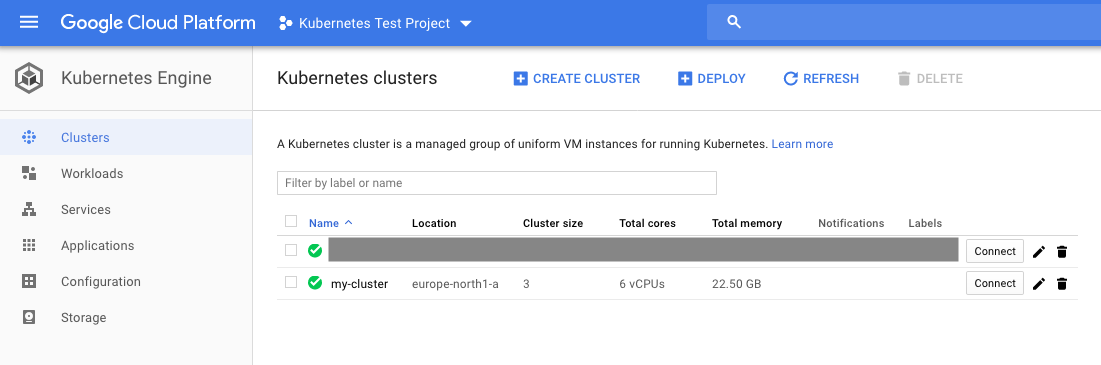 Google Cloud Platform Kubernetes Test Project
Kubernetes Engine
Kubernetes clusters CREATE CLUSTER DEPLOY REFRESH DELETE
Clusters
Workloads
Services
Applications
Configuration
Storage
A Kubernetes cluster is a managed group of uniform VM instances for running Kubernetes. Learn more
Filter by label or name
Name Location Cluster size Total cores Total memory Notifications Labels
Connect
my-cluster europe-north1-a 3 6 vCPUs 22.50 GB Connect